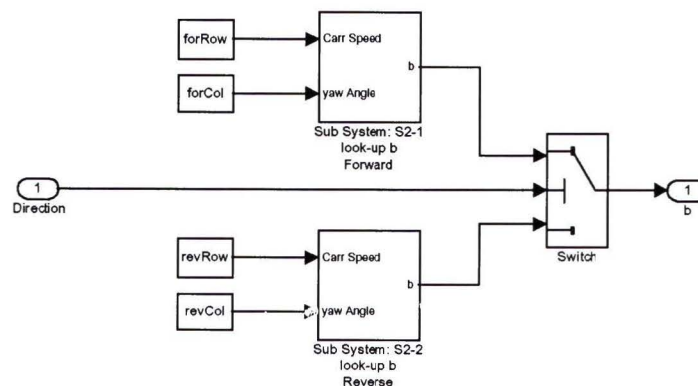 forRow
Carr Speed
b
forCol
yaw Angle
Sub System: S2-1
look-up b
Forward
1
Direction
1
b
Switch
revRow
Carr Speed
b
revCol
yaw Angle
Sub System: S2-2
look-up b
Reverse